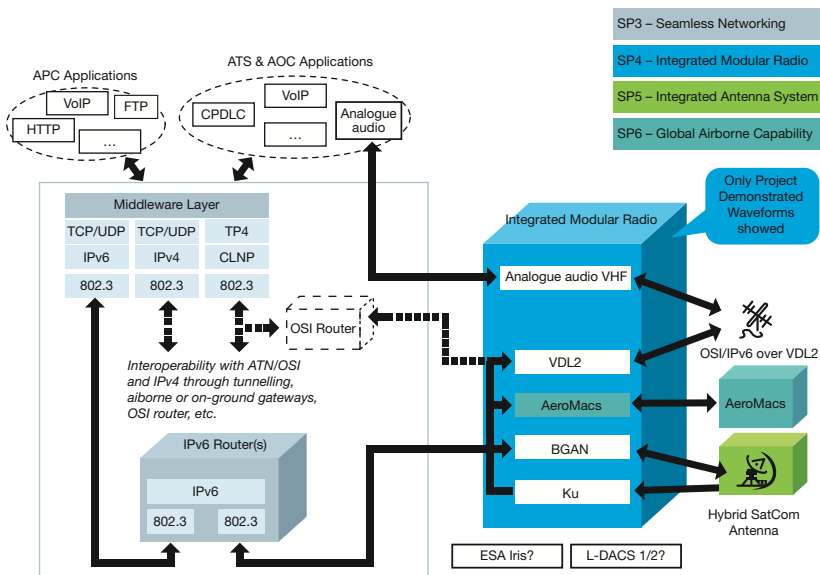 SP3 – Seamless Networking
SP4 – Integrated Modular Radio
SP5 – Integrated Antenna System
SP6 – Global Airborne Capability
APC Applications
VoIP
FTP
HTTP
...
ATS & AOC Applications
VoIP
CPDLC
...
Analogue
audio
Middleware Layer
TCP/UDP
TCP/UDP
TP4
IPv6
IPv4
CLNP
802.3
802.3
802.3
OSI Router
Interoperability with ATN/OSI
and IPv4 through tunnelling,
aiborne or on-ground gateways,
OSI router, etc.
IPv6 Router(s)
IPv6
802.3
802.3
Only Project
Demonstrated
Waveforms
showed
Integrated Modular Radio
Analogue audio VHF
VDL2
AeroMacs
BGAN
Ku
OSI/IPv6 over VDL2
AeroMacs
Hybrid SatCom
Antenna
ESA Iris?
L-DACS 1/2?